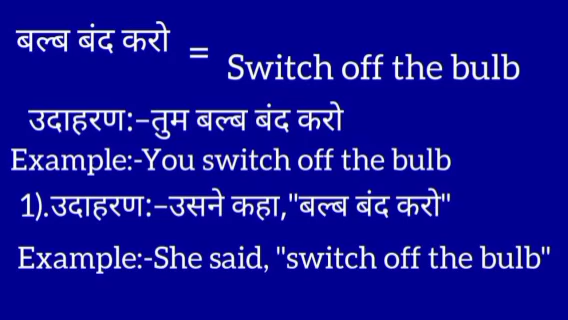 बल्ब बंद करो = Switch off the bulb
उदाहरण:–तुम बल्ब बंद करो
Example:-You switch off the bulb
1).उदाहरण:–उसने कहा,"बल्ब बंद करो"
Example:-She said, "switch off the bulb"